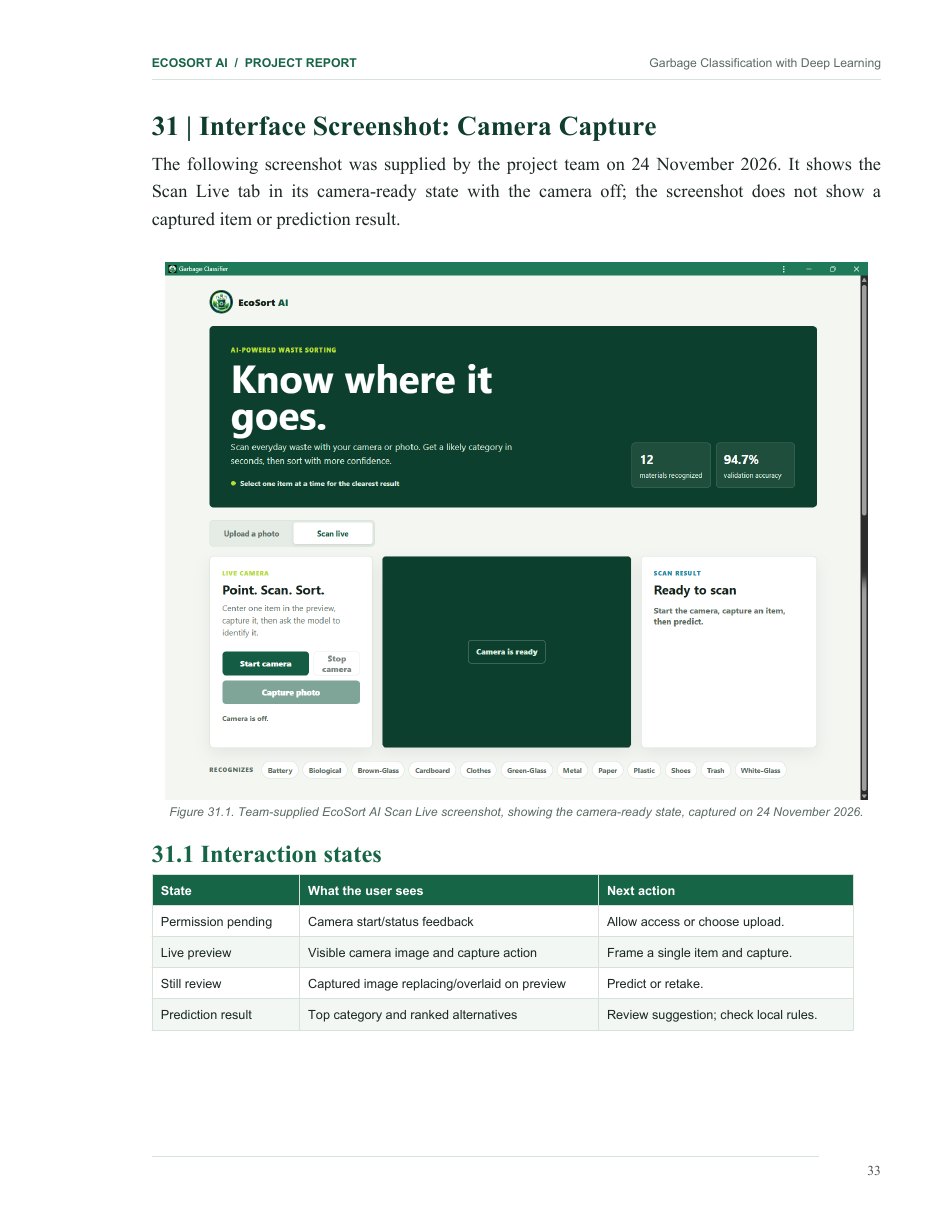 ECOSORT AI / PROJECT REPORT
Garbage Classification with Deep Learning
31 | Interface Screenshot: Camera Capture
The following screenshot was supplied by the project team on 24 November 2026. It shows the
Scan Live tab in its camera-ready state with the camera off; the screenshot does not show a
captured item or prediction result.
Garbage Classifier
EcoSort AI
AI-POWERED WASTE SORTING
Know where it
goes.
Scan everyday waste with your camera or photo. Get a likely category in
seconds, then sort with more confidence.
Select one item at a time for the clearest result
12
materials recognized
94.7%
validation accuracy
Upload a photo
Scan live
LIVE CAMERA
Point. Scan. Sort.
Center one item in the preview,
capture it, then ask the model to
identify it.
Start camera
Stop
camera
Capture photo
Camera is off.
Camera is ready
SCAN RESULT
Ready to scan
Start the camera, capture an item,
then predict.
RECOGNIZES Battery Biological Brown-Glass Cardboard Clothes Green-Glass Metal Paper Plastic Shoes Trash White-Glass
Figure 31.1. Team-supplied EcoSort AI Scan Live screenshot, showing the camera-ready state, captured on 24 November 2026.
31.1 Interaction states
State What the user sees Next action
Permission pending Camera start/status feedback Allow access or choose upload.
Live preview Visible camera image and capture action Frame a single item and capture.
Still review Captured image replacing/overlaid on preview Predict or retake.
Prediction result Top category and ranked alternatives Review suggestion; check local rules.
33